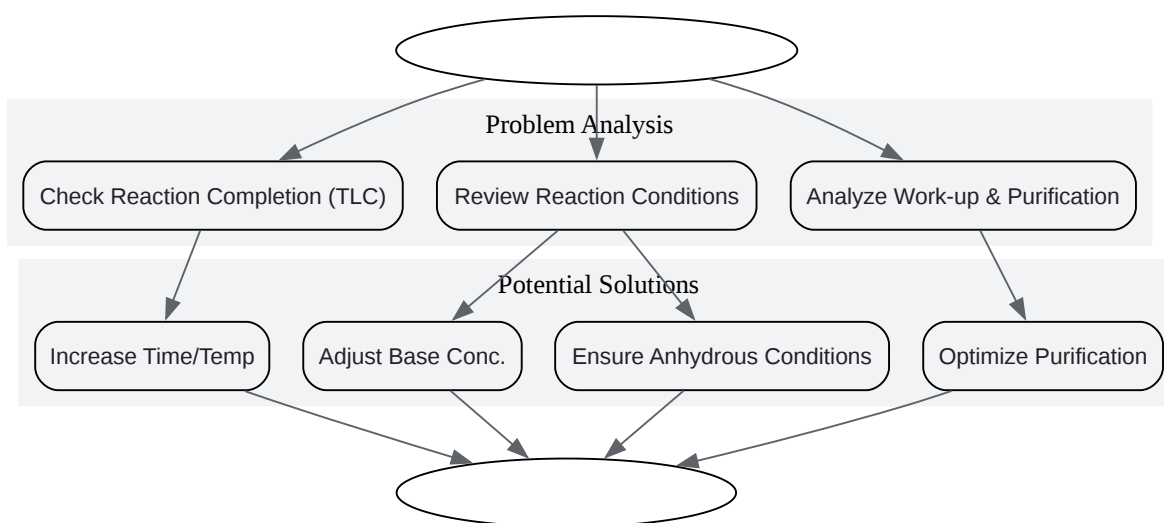 Problem Analysis
Check Reaction Completion (TLC)
Review Reaction Conditions
Analyze Work-up & Purification
Potential Solutions
Increase Time/Temp
Adjust Base Conc.
Ensure Anhydrous Conditions
Optimize Purification